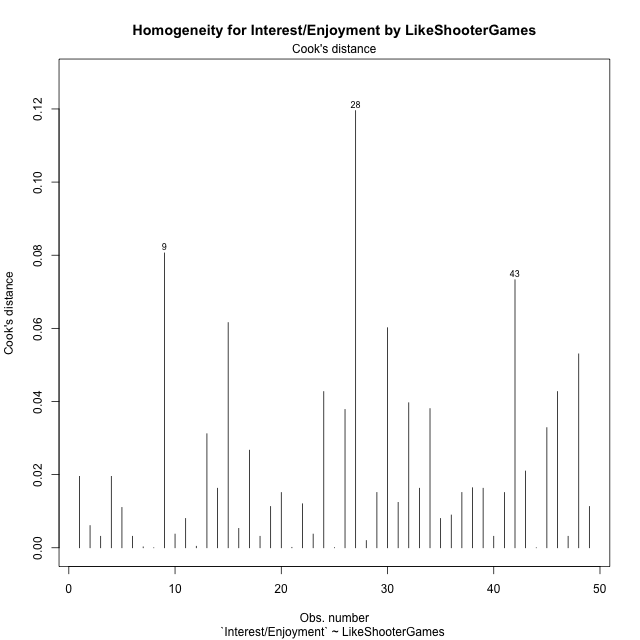 Homogeneity for Interest/Enjoyment by LikeShooterGames
Cook's distance
28
9
43
Cook's distance
0.12
0.10
0.08
0.06
0.04
0.02
0.00
0 10 20 30 40 50
Obs. number
`Interest/Enjoyment` ~ LikeShooterGames